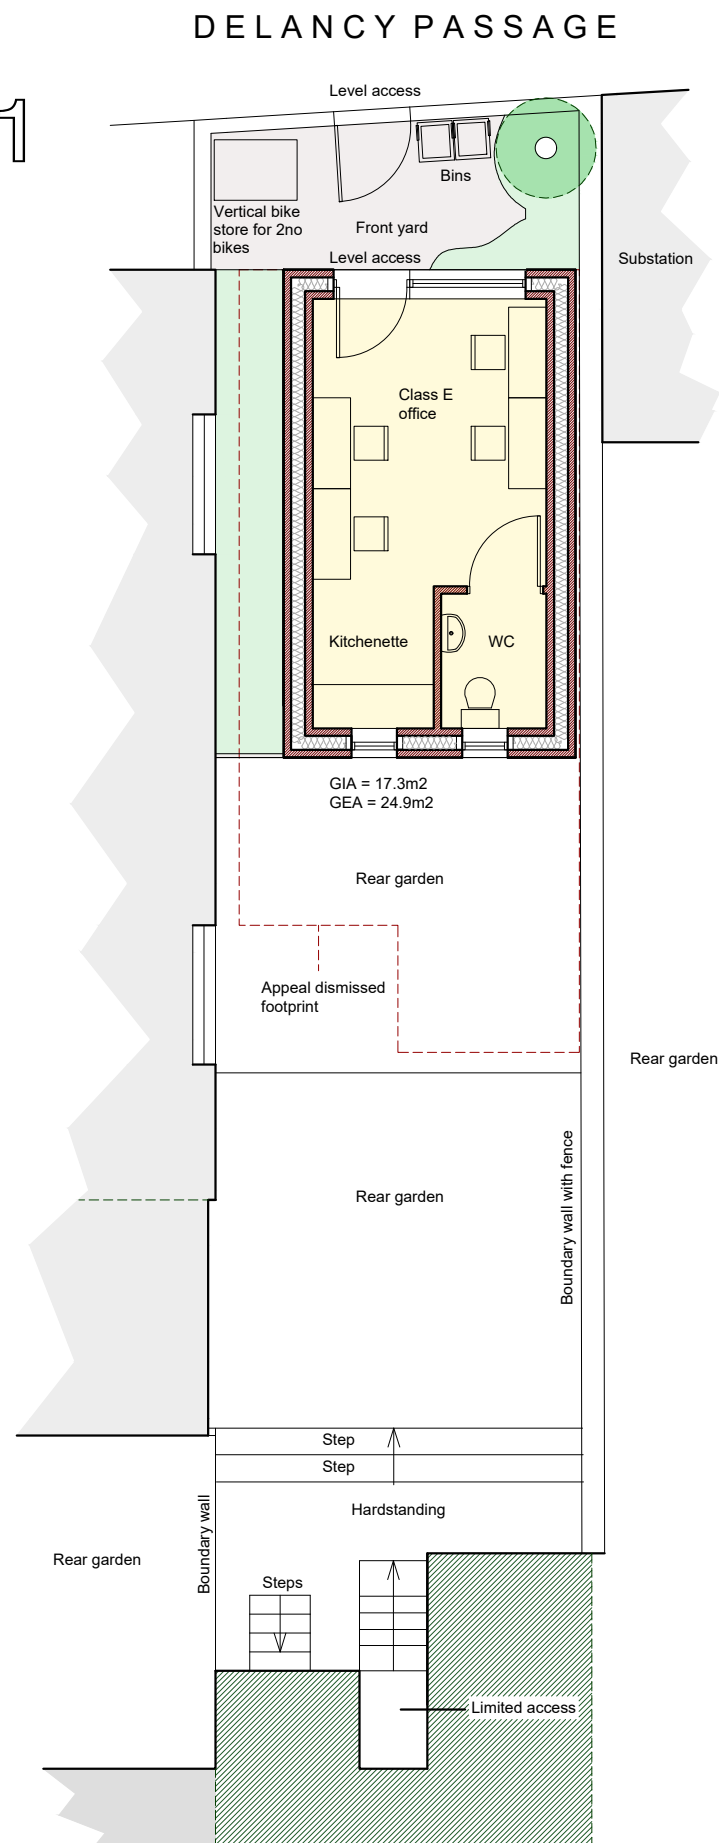 DELANCY PASSAGE
1
Level access
Bins
Vertical bike
store for 2no
bikes
Front yard
Level access
Substation
Class E
office
Kitchenette
WC
GIA = 17.3m2
GEA = 24.9m2
Rear garden
Appeal dismissed
footprint
Rear garden
Boundary wall with fence
Rear garden
Step
Step
Hardstanding
Boundary wall
Rear garden
Steps
Limited access